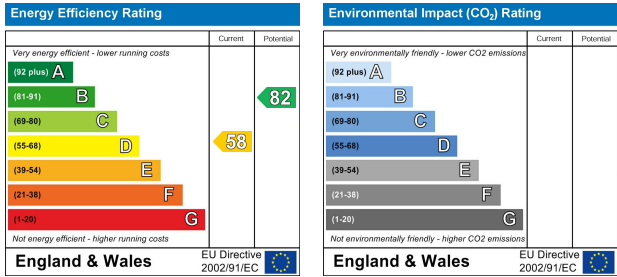 Energy Efficiency Rating
Current Potential
Very energy efficient - lower running costs
(92 plus) A
(81-91) B
82
(69-80) C
(55-68) D
58
(39-54) E
(21-38) F
(1-20) G
Not energy efficient - higher running costs
England & Wales
EU Directive
2002/91/EC
Environmental Impact (CO2) Rating
Current Potential
Very environmentally friendly - lower CO2 emissions
(92 plus) A
(81-91) B
(69-80) C
(55-68) D
(39-54) E
(21-38) F
(1-20) G
Not environmentally friendly - higher CO2 emissions
England & Wales
EU Directive
2002/91/EC